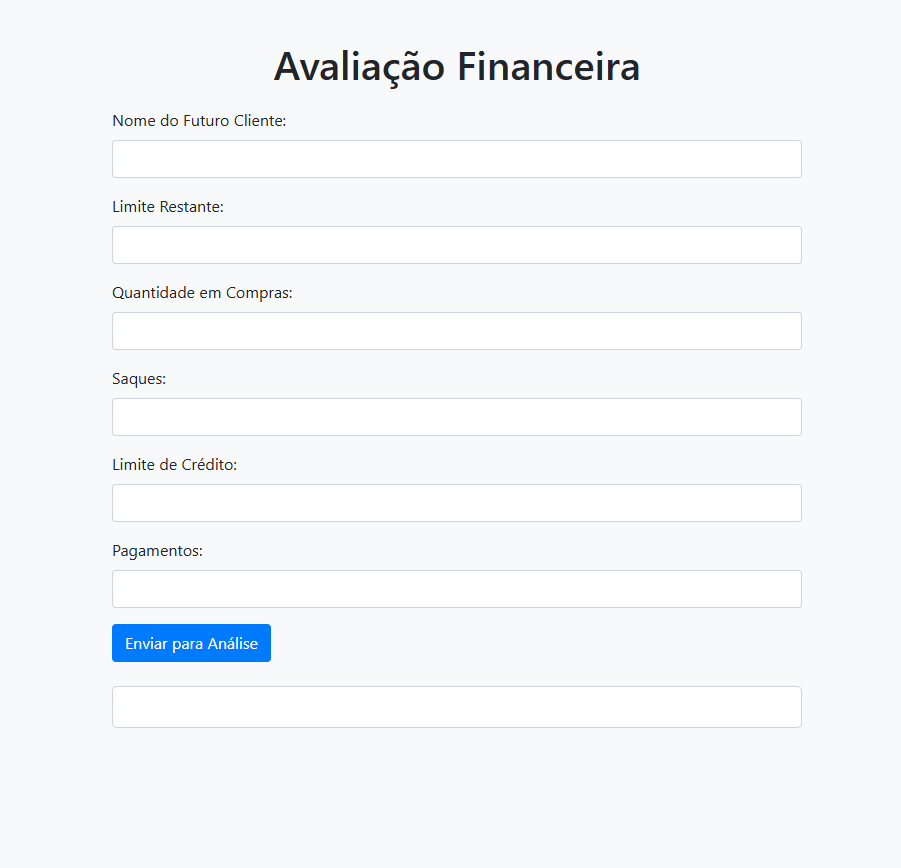 Avaliação Financeira
Nome do Futuro Cliente:
Limite Restante:
Quantidade em Compras:
Saques:
Limite de Crédito:
Pagamentos:
Enviar para Análise